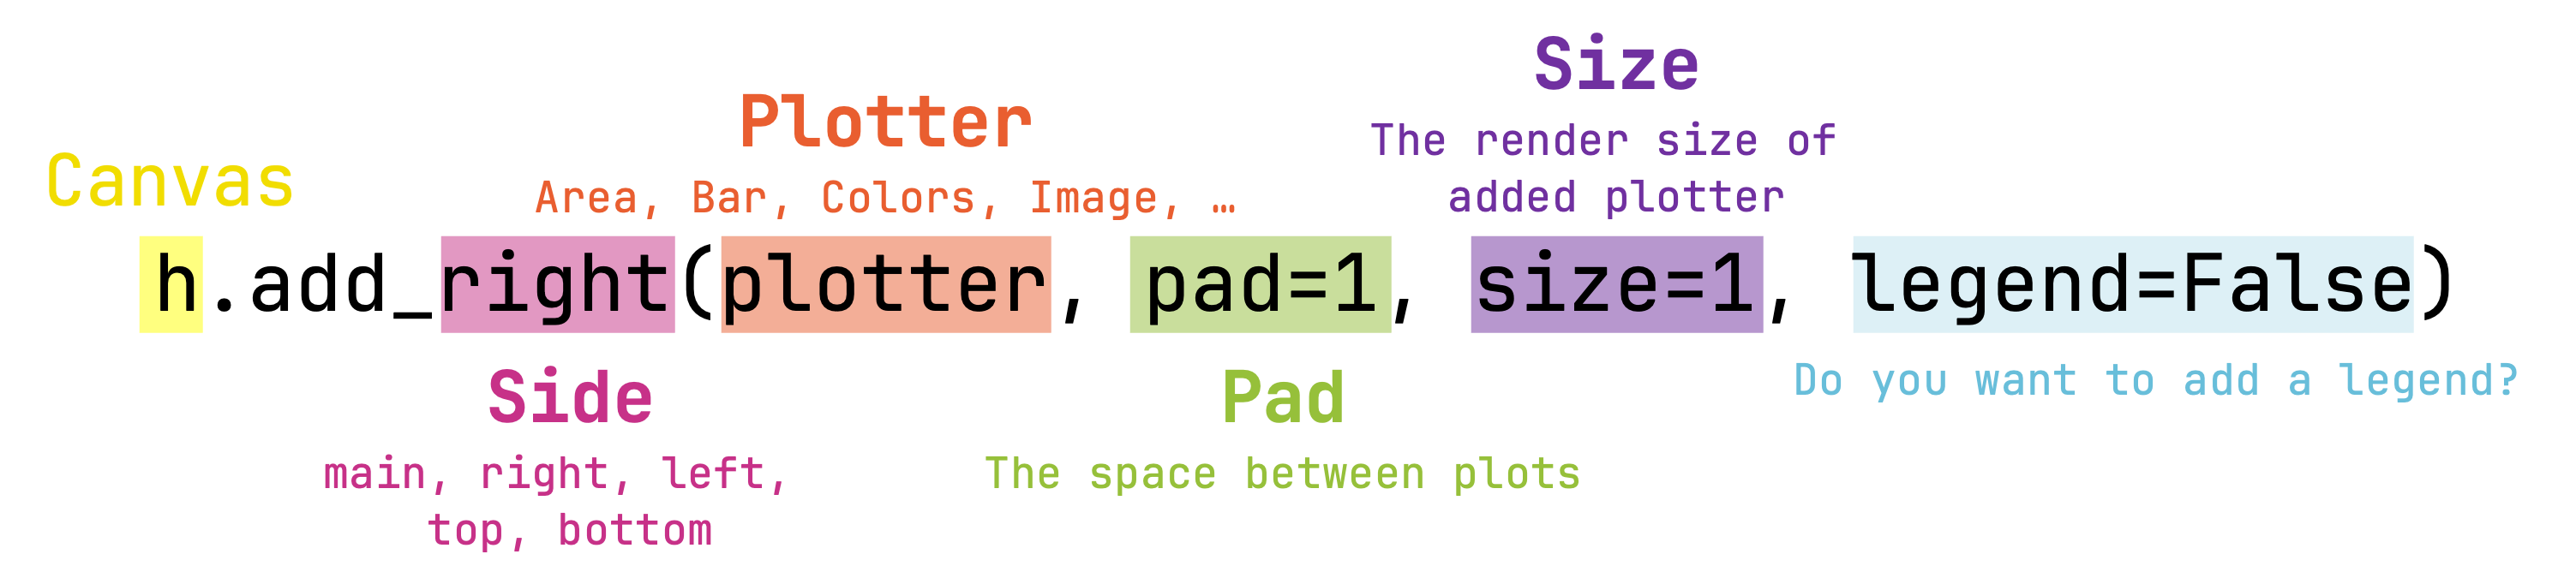 Size
Plotter
The render size of
added plotter
Canvas
Area, Bar, Colors, Image, …
h.add_right(plotter, pad=1, size=1, legend=False)
Side
main, right, left,
top, bottom
Pad
The space between plots
Do you want to add a legend?